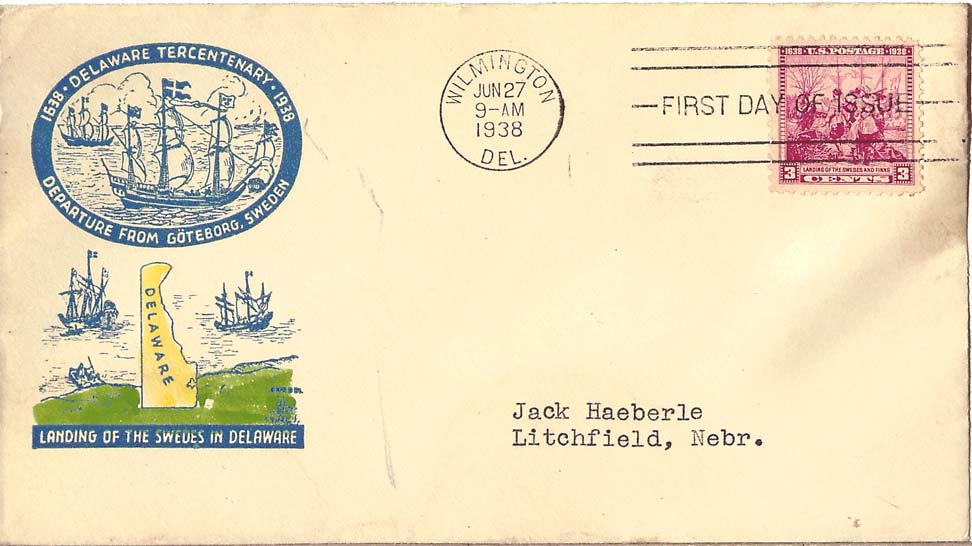 1638 • DELAWARE TERCENTENARY • 1938
DEPARTURE FROM GÖTEBORG, SWEDEN
DELAWARE
LANDING OF THE SWEDES IN DELAWARE
WILMINGTON
JUN 27
9-AM
1938
DEL.
FIRST DAY OF ISSUE
1638 • U.S. POSTAGE • 1938
LANDING OF THE SWEDES AND FINNS
3 CENTS 3
Jack Haeberle
Litchfield, Nebr.